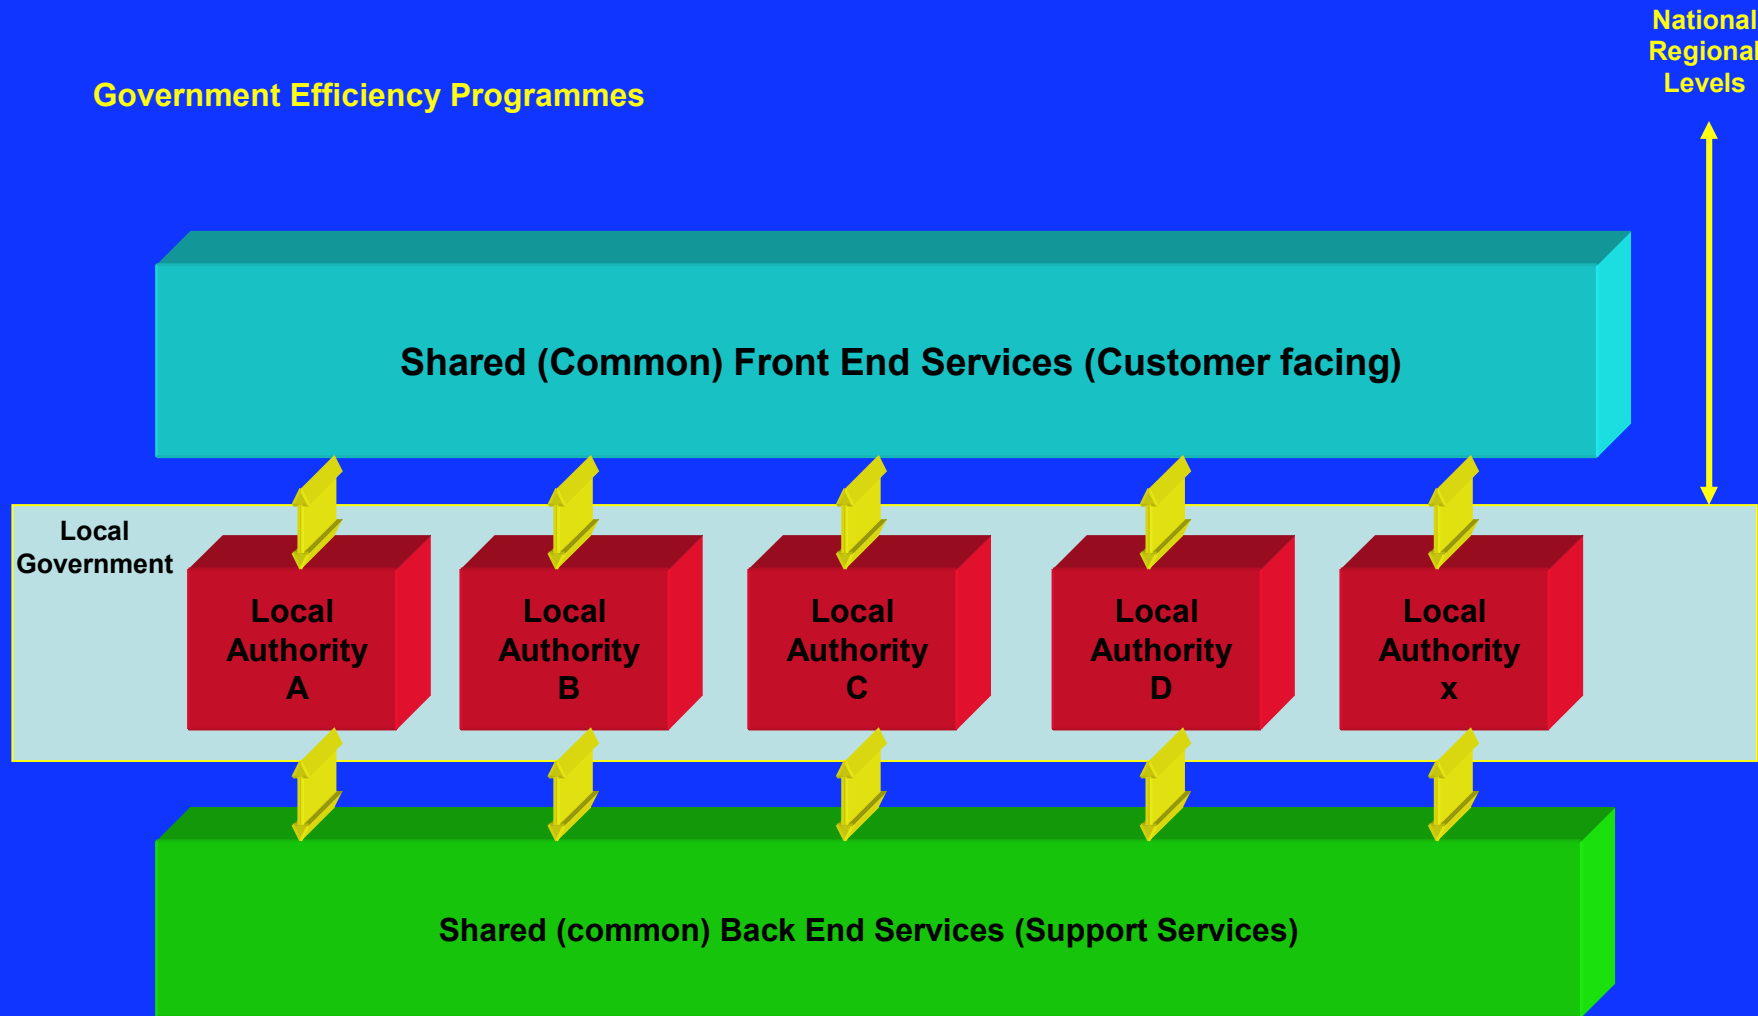 National
Regional
Levels
Government Efficiency Programmes
Shared (Common) Front End Services (Customer facing)
Local
Government
Local
Authority
A
Local
Authority
B
Local
Authority
C
Local
Authority
D
Local
Authority
x
Shared (common) Back End Services (Support Services)